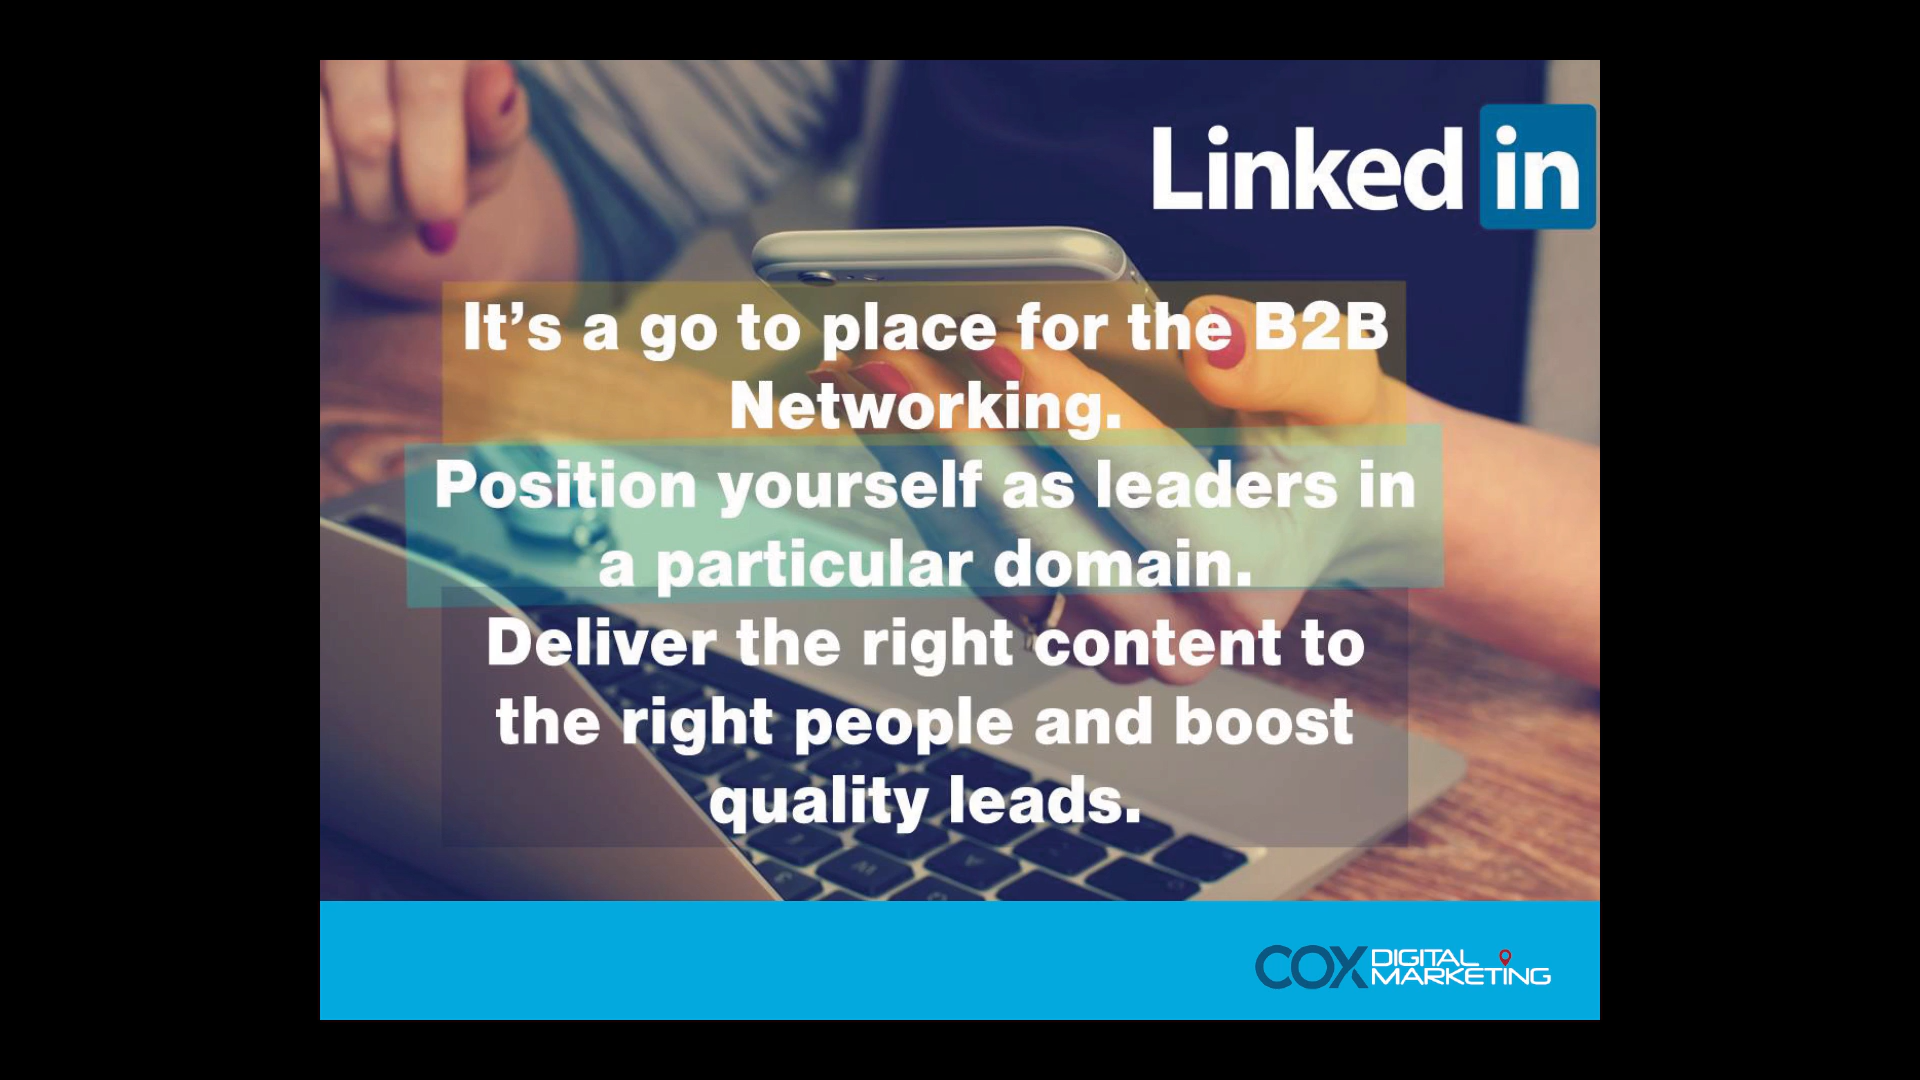 Linked in
It’s a go to place for the B2B
Networking.
Position yourself as leaders in
a particular domain.
Deliver the right content to
the right people and boost
quality leads.
COX DIGITAL
MARKETING